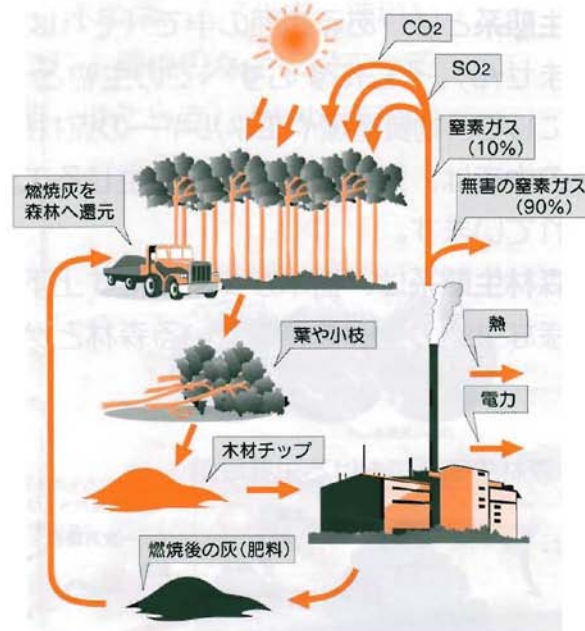 CO2
SO2
窒素ガス
(10%)
無害の窒素ガス
(90%)
燃焼灰を
森林へ還元
葉や小枝
熱
電力
木材チップ
燃焼後の灰(肥料)